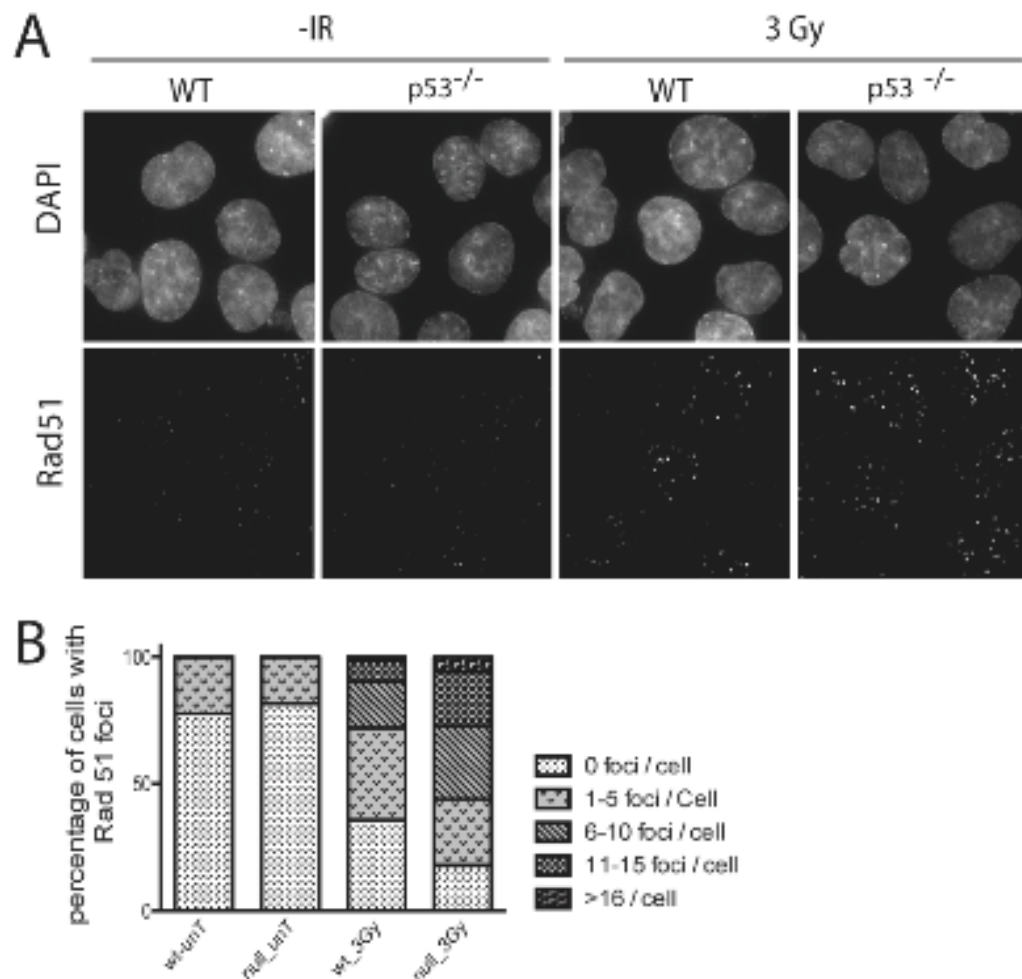 A
-IR 3 Gy
WT p53-/- WT p53 -/-
DAPI
Rad51
B
percentage of cells with
Rad 51 foci
100
50
0
wt-unT
null_unT
wt_3Gy
null_3Gy
0 foci / cell
1-5 foci / Cell
6-10 foci / cell
11-15 foci / cell
>16 / cell